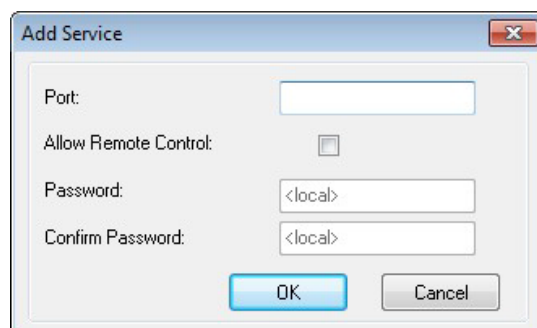 Add Service
Port:
Allow Remote Control:
Password: <local>
Confirm Password: <local>
OK Cancel